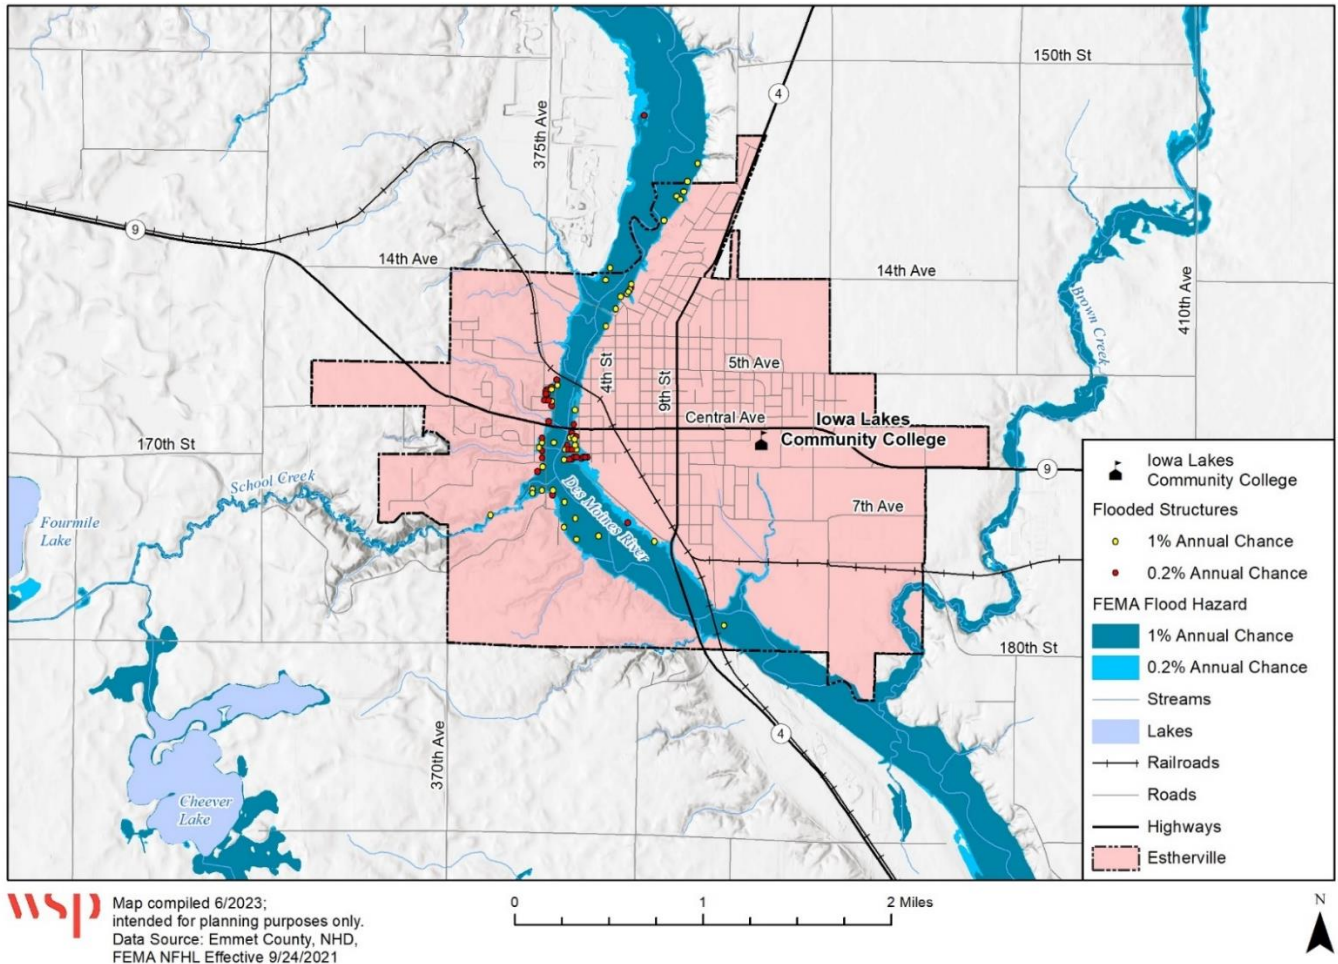 150th St
4
375th Ave
9
14th Ave
14th Ave
410th Ave
Brown Creek
5th Ave
4th St
9th St
Central Ave
Iowa Lakes
Community College
170th St
School Creek
9
7th Ave
Des Moines River
Fourmile
Lake
180th St
370th Ave
4
Cheever
Lake
Iowa Lakes
Community College
Flooded Structures
1% Annual Chance
0.2% Annual Chance
FEMA Flood Hazard
1% Annual Chance
0.2% Annual Chance
Streams
Lakes
Railroads
Roads
Highways
Estherville
wsp
Map compiled 6/2023;
intended for planning purposes only.
Data Source: Emmet County, NHD,
FEMA NFHL Effective 9/24/2021
0 1 2 Miles
N